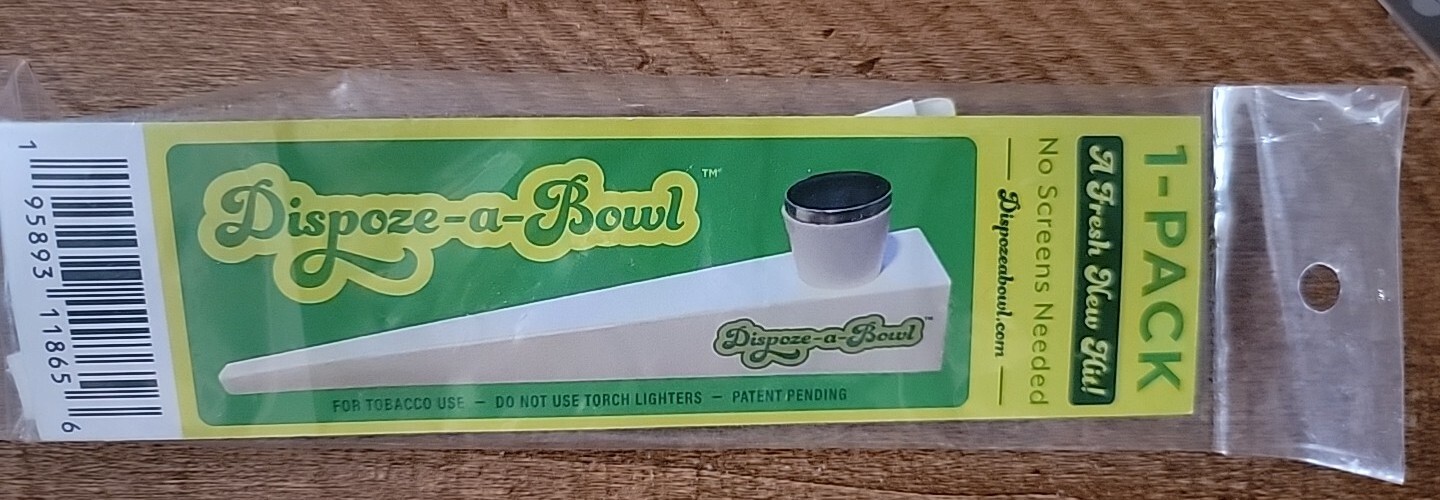 Dispoze-a-Bowl™
Dispoze-a-Bowl™
FOR TOBACCO USE – DO NOT USE TORCH LIGHTERS – PATENT PENDING
1-PACK
A Fresh New Hit!
No Screens Needed
— Dispozeabowl.com —
1 95893 11865 6